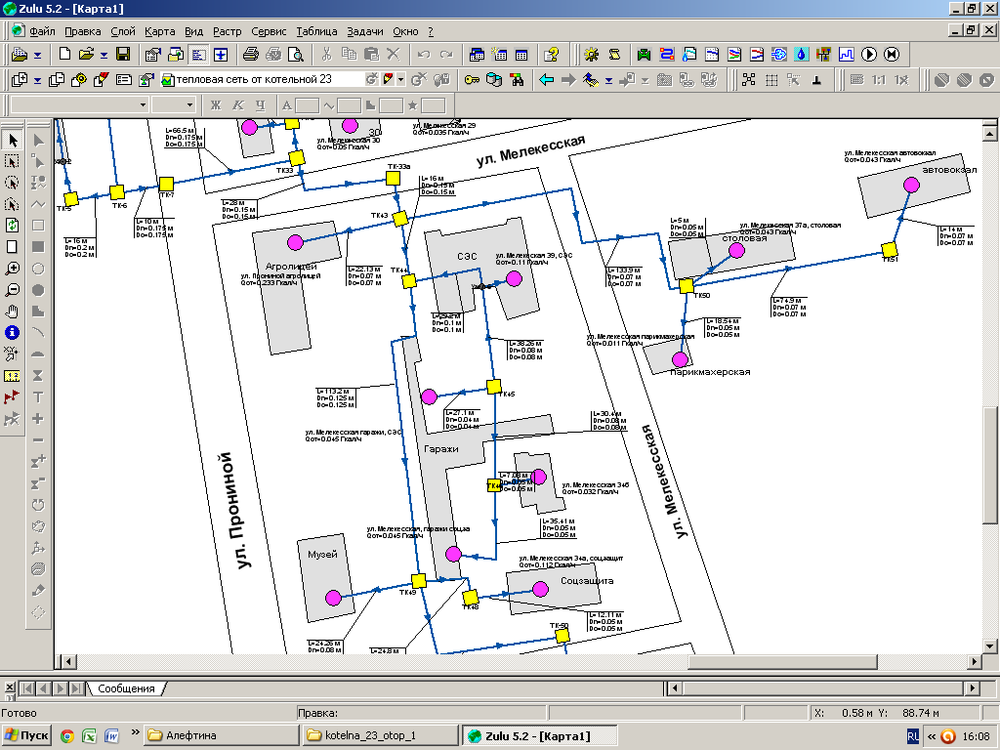 Zulu 5.2 - [Карта1]
Файл Правка Слой Карта Вид Растр Сервис Таблица Задачи Окно ?
тепловая сеть от котельной 23
1:1
Ж К Ч
А
ул. Мелекесская 29
Qот=0.035 Гкал/ч
30
ул. Мелекесская 30
Qот=0.05 Гкал/ч
L=66.5 м
Dп=0.175 м
Dо=0.175 м
ТК33
ТК-33а
ул. Мелекесская
ул. Мелекесская автовокзал
Qот=0.043 Гкал/ч
автовокзал
L=16 м
Dп=0.15 м
Dо=0.15 м
ТК-5
ТК-6
ТК-7
L=28 м
Dп=0.15 м
Dо=0.15 м
ТК43
L=10 м
Dп=0.175 м
Dо=0.175 м
L=16 м
Dп=0.2 м
Dо=0.2 м
L=5 м
Dп=0.05 м
Dо=0.05 м
ул. Мелекесская 37а, столовая
Qот=0.043 Гкал/ч
столовая
L=14 м
Dп=0.07 м
Dо=0.07 м
ТК51
Агролицей
ул. Прониной агролицей
Qот=0.233 Гкал/ч
L=22.13 м
Dп=0.07 м
Dо=0.07 м
ТК44
СЭС
ул. Мелекесская 39, СЭС
Qот=0.11 Гкал/ч
L=133.9 м
Dп=0.07 м
Dо=0.07 м
ТК50
L=74.9 м
Dп=0.07 м
Dо=0.07 м
L=29.2 м
Dп=0.1 м
Dо=0.1 м
L=18.54 м
Dп=0.05 м
Dо=0.05 м
ул. Мелекесская парикмахерская
Qот=0.011 Гкал/ч
парикмахерская
L=38.26 м
Dп=0.08 м
Dо=0.08 м
L=113.2 м
Dп=0.125 м
Dо=0.125 м
ТК45
L=27.1 м
Dп=0.04 м
Dо=0.04 м
L=30.4 м
Dп=0.08 м
Dо=0.08 м
ул. Мелекесская гаражи, СЭС
Qот=0.045 Гкал/ч
Гаражи
ул. Мелекесская
ул. Прониной
L=7.08 м
Dп=0.05 м
Dо=0.05 м
ул. Мелекесская 34б
Qот=0.032 Гкал/ч
L=35.41 м
Dп=0.05 м
Dо=0.05 м
ул. Мелекесская, гаражи соцза
Qот=0.045 Гкал/ч
Музей
ул. Мелекесская 34а, соцзащит
Qот=0.112 Гкал/ч
Соцзащита
ТК49
ТК48
L=12.11 м
Dп=0.05 м
Dо=0.05 м
ТК-50
L=24.26 м
Dп=0.08 м
L=24.8 м
Сообщения
Готово
Правка:
X: 0.58 м Y: 88.74 м
Пуск
Алефтина
kotelna_23_otop_1
Zulu 5.2 - [Карта1]
RU
16:08